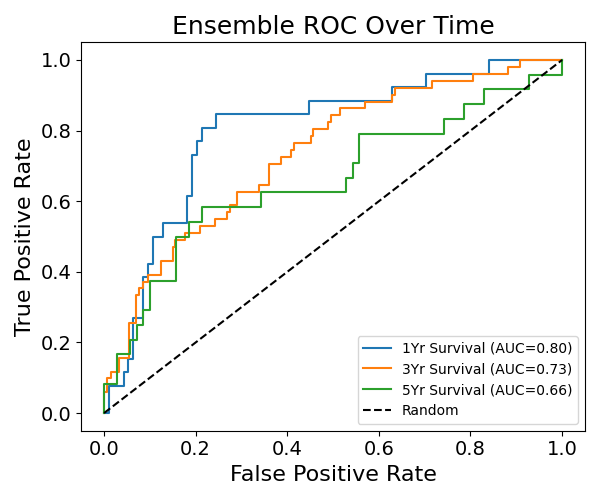 Ensemble ROC Over Time
True Positive Rate
1.0
0.8
0.6
0.4
0.2
0.0
1Yr Survival (AUC=0.80)
3Yr Survival (AUC=0.73)
5Yr Survival (AUC=0.66)
Random
0.0 0.2 0.4 0.6 0.8 1.0
False Positive Rate